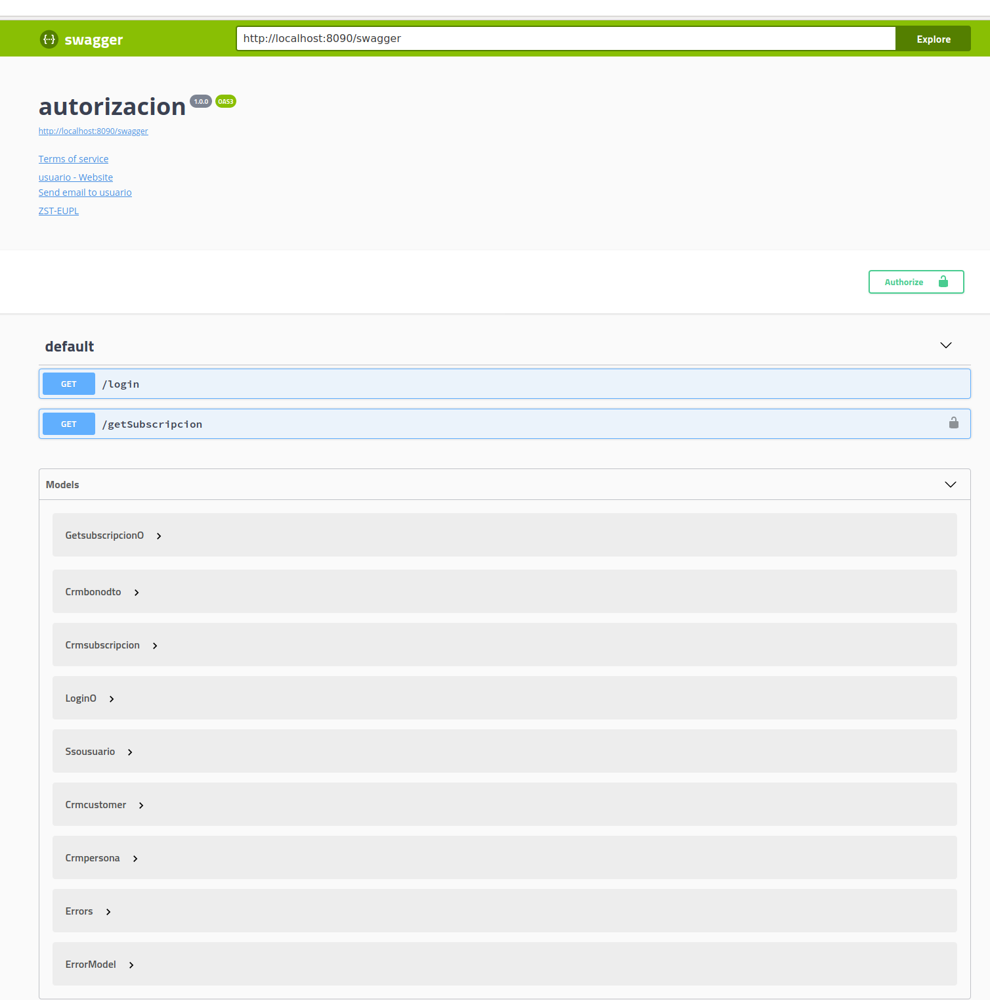 {···} swagger
http://localhost:8090/swagger
Explore
autorizacion 1.0.0 OAS3
http://localhost:8090/swagger
Terms of service
usuario - Website
Send email to usuario
ZST-EUPL
Authorize
default
GET /login
GET /getSubscripcion
Models
GetsubscripcionO
Crmbonodto
Crmsubscripcion
LoginO
Ssousuario
Crmcustomer
Crmpersona
Errors
ErrorModel